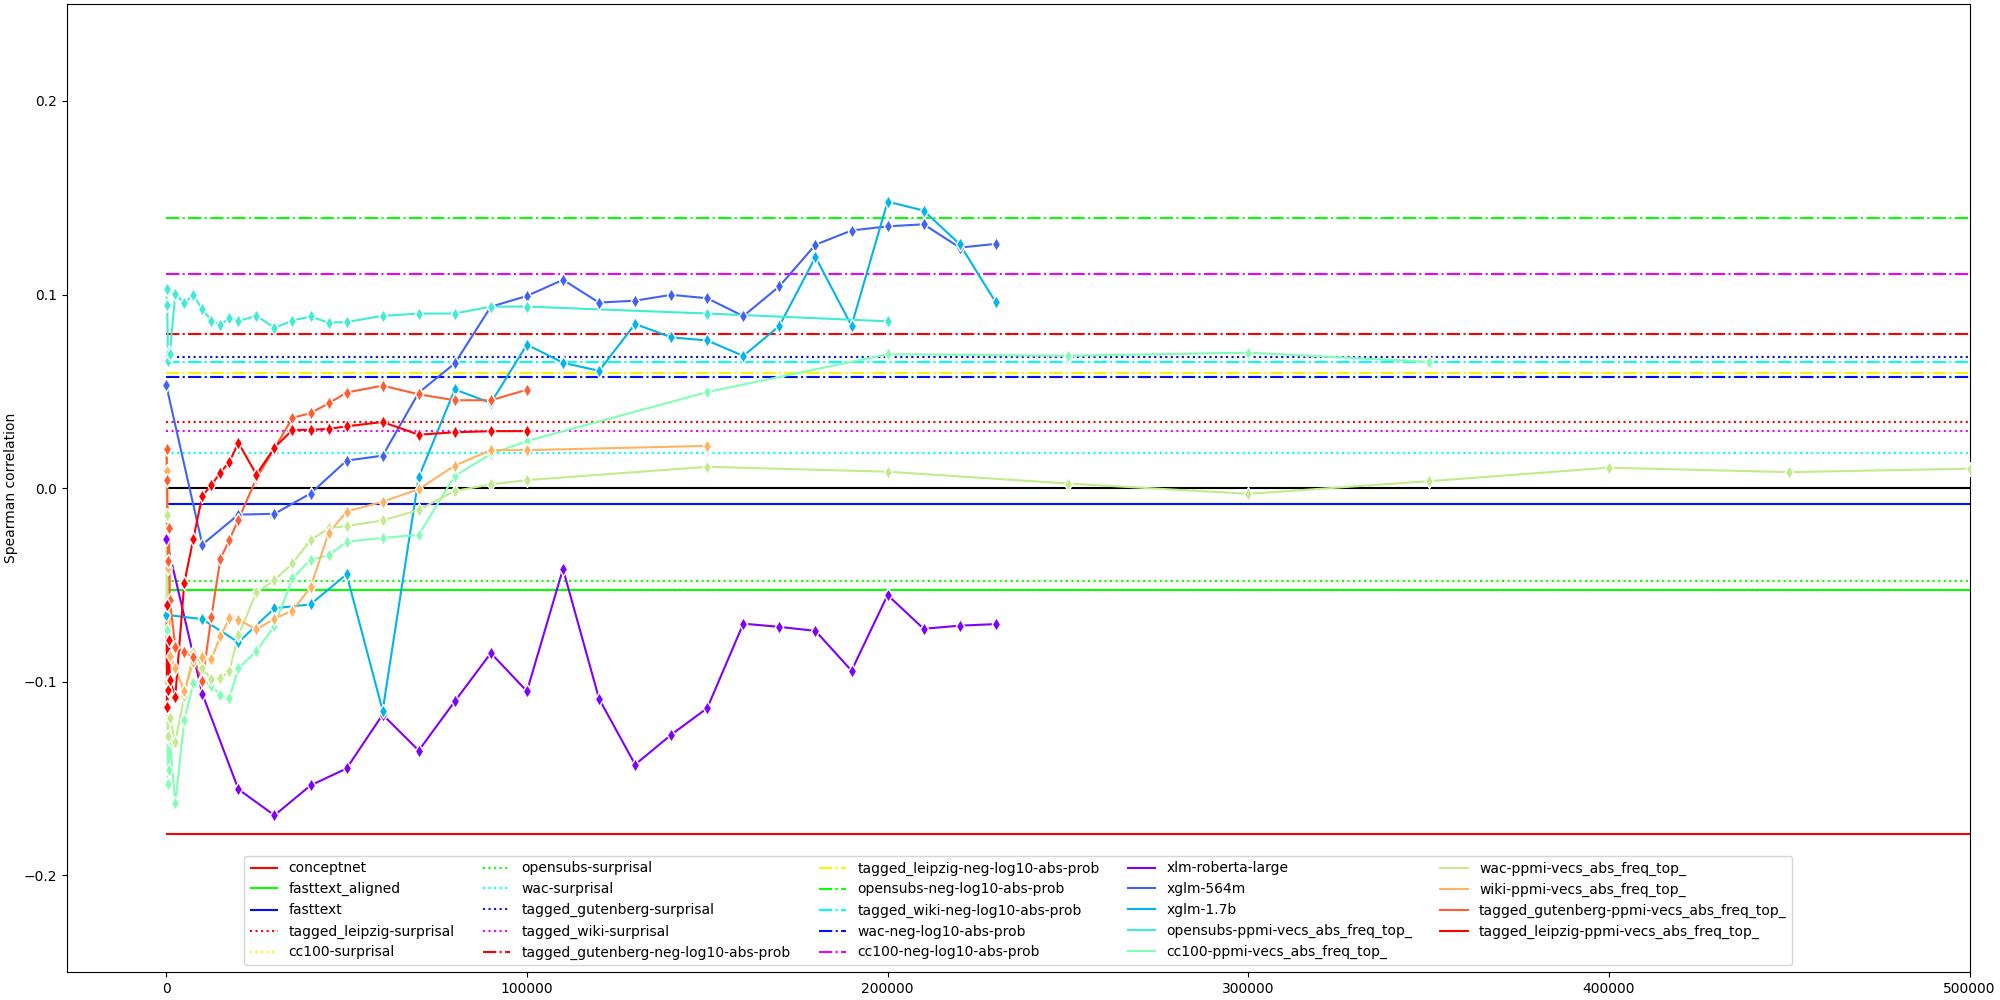 0.2
0.1
0.0
−0.1
−0.2
Spearman correlation
conceptnet
fasttext_aligned
fasttext
tagged_leipzig-surprisal
cc100-surprisal
opensubs-surprisal
wac-surprisal
tagged_gutenberg-surprisal
tagged_wiki-surprisal
tagged_gutenberg-neg-log10-abs-prob
tagged_leipzig-neg-log10-abs-prob
opensubs-neg-log10-abs-prob
tagged_wiki-neg-log10-abs-prob
wac-neg-log10-abs-prob
cc100-neg-log10-abs-prob
xlm-roberta-large
xglm-564m
xglm-1.7b
opensubs-ppmi-vecs_abs_freq_top_
cc100-ppmi-vecs_abs_freq_top_
wac-ppmi-vecs_abs_freq_top_
wiki-ppmi-vecs_abs_freq_top_
tagged_gutenberg-ppmi-vecs_abs_freq_top_
tagged_leipzig-ppmi-vecs_abs_freq_top_
0
100000
200000
300000
400000
500000